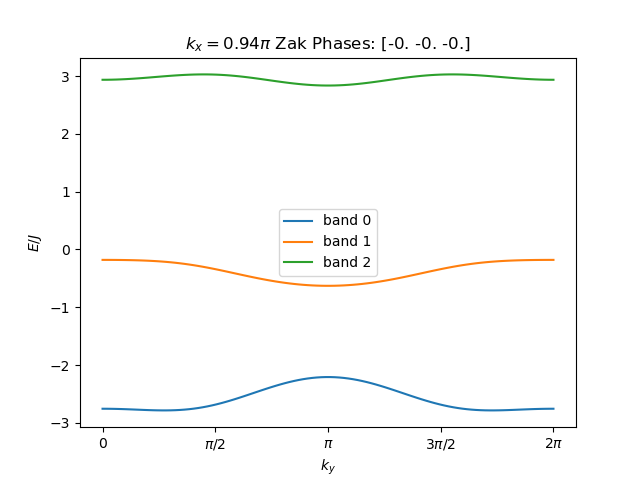 k_x = 0.94π Zak Phases: [-0. -0. -0.]
3
2
1
0
−1
−2
−3
E/J
band 0
band 1
band 2
0
π/2
π
3π/2
2π
k_y